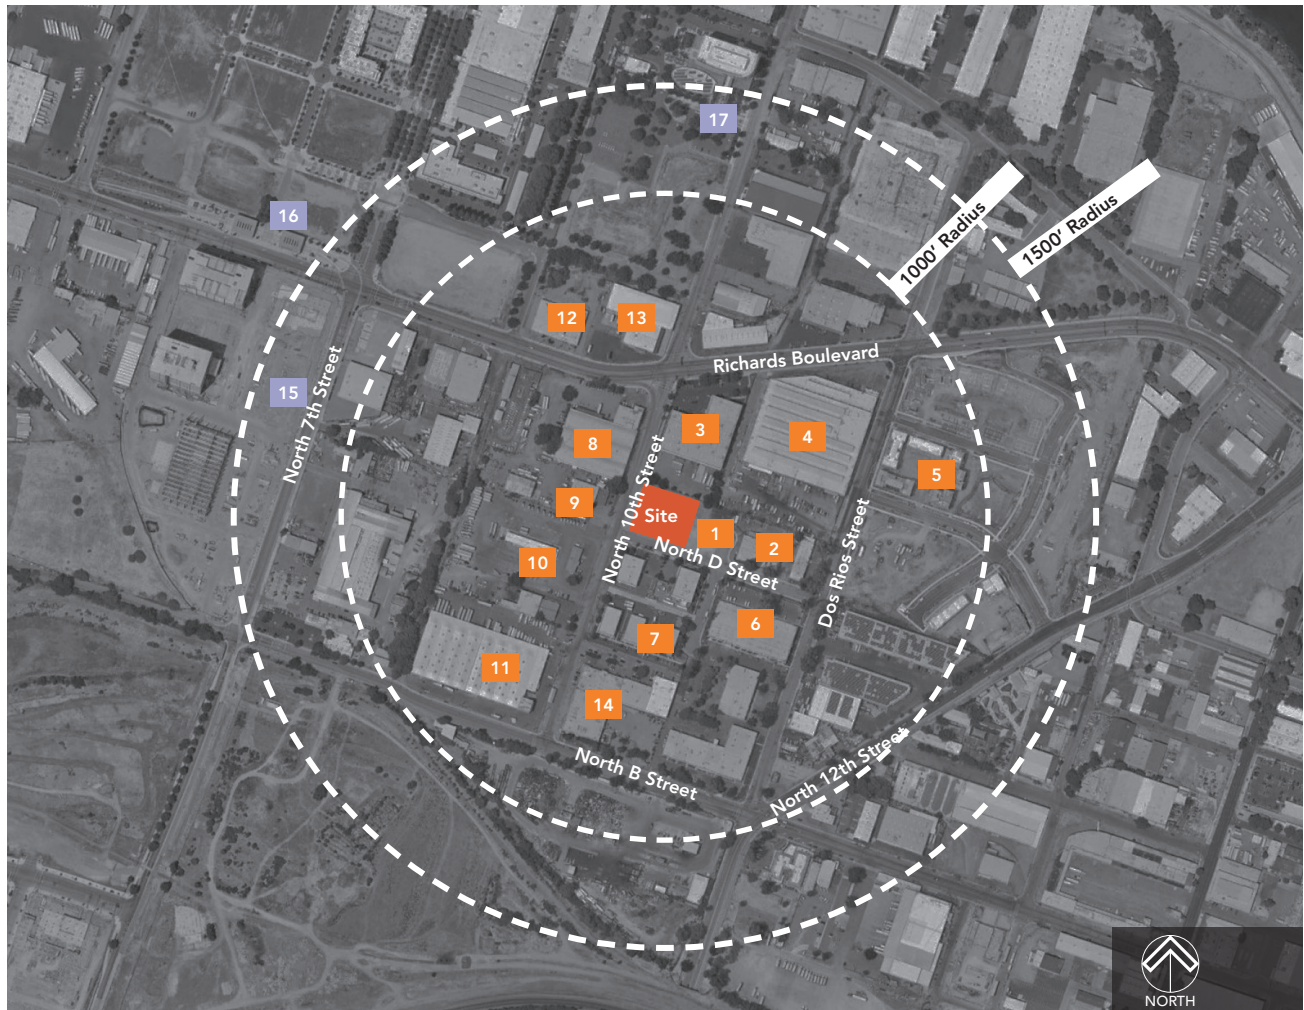 17
16
1000’ Radius
1500’ Radius
12
13
Richards Boulevard
15
North 7th Street
3
4
8
5
North 10th Street
9
Site
1
2
North D Street
10
Dos Rios Street
6
7
11
14
North B Street
North 12th Street
NORTH